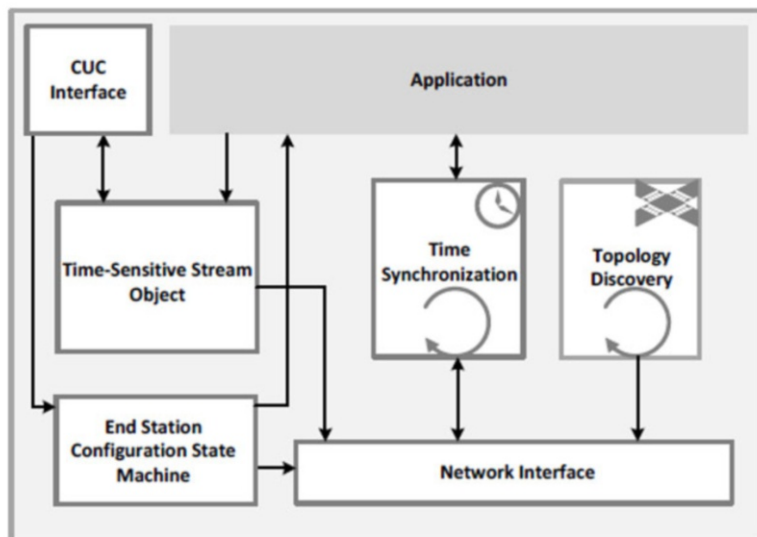 CUC
Interface
Application
Time-Sensitive Stream
Object
Time
Synchronization
Topology
Discovery
End Station
Configuration State
Machine
Network Interface